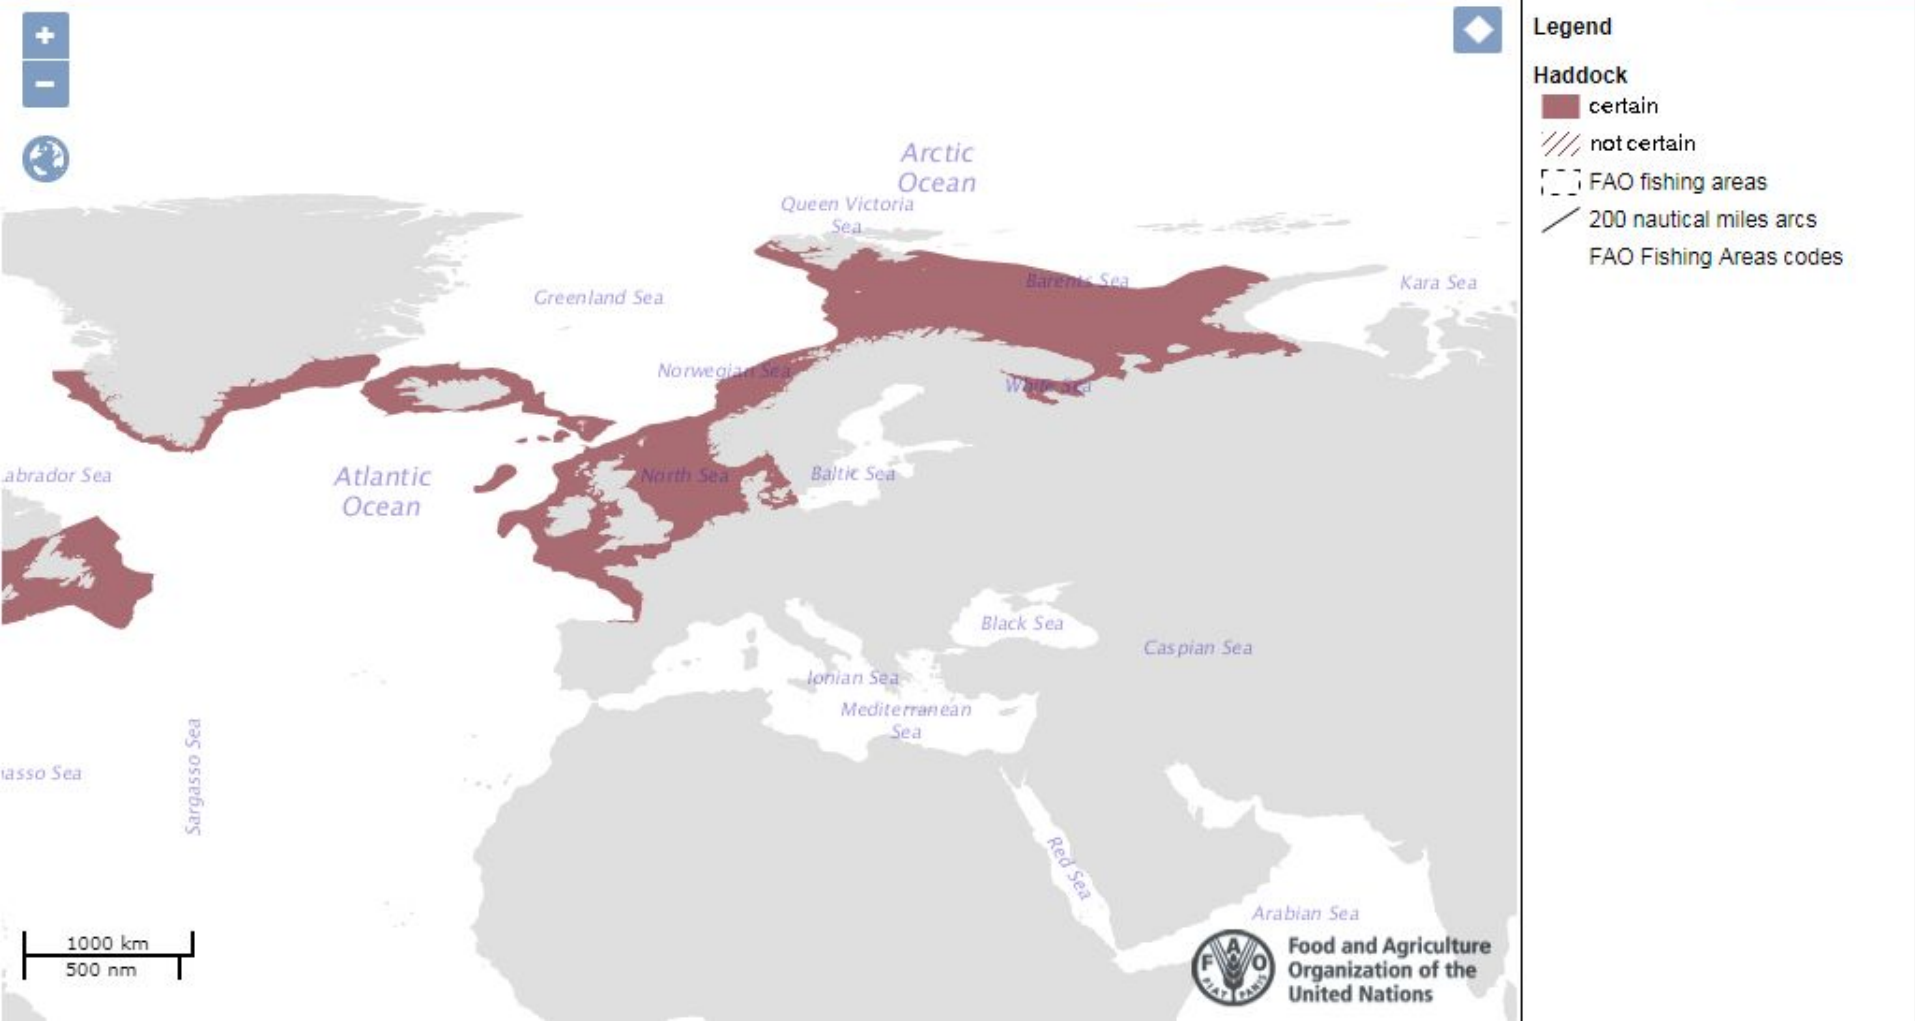 +
−
Arctic
Ocean
Queen Victoria
Sea
Barents Sea
Kara Sea
Greenland Sea
Norwegian Sea
White Sea
abrador Sea
Atlantic
Ocean
North Sea
Baltic Sea
Black Sea
Caspian Sea
Ionian Sea
Mediterranean
Sea
Sargasso Sea
asso Sea
Red Sea
Arabian Sea
1000 km
500 nm
F A O
FIAT PANIS
Food and Agriculture
Organization of the
United Nations
Legend
Haddock
certain
not certain
FAO fishing areas
200 nautical miles arcs
FAO Fishing Areas codes